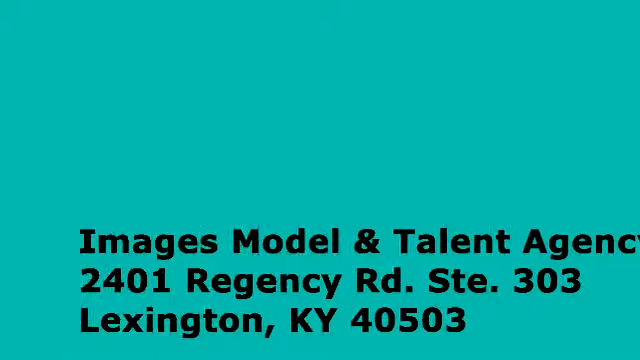 Images Model & Talent Agency
2401 Regency Rd. Ste. 303
Lexington, KY 40503